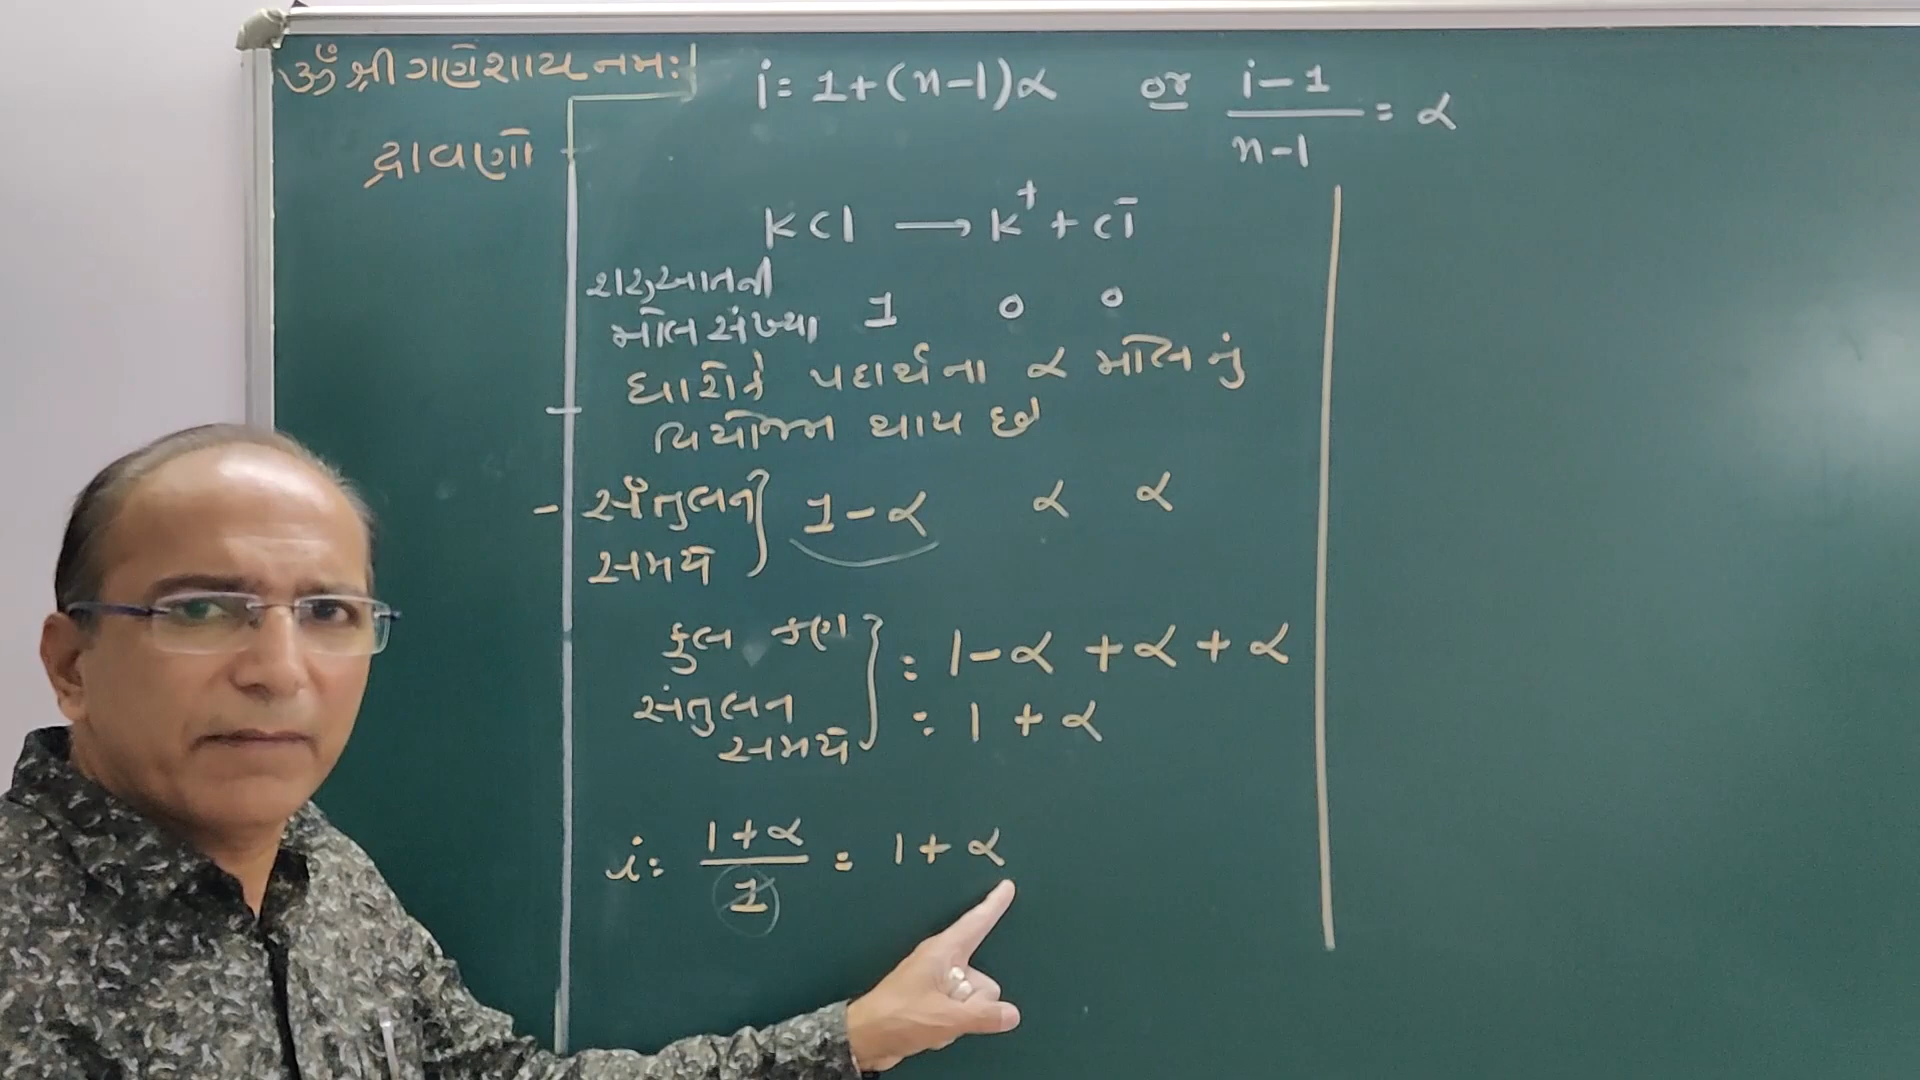 ૐ શ્રી ગણેશાય નમઃ
દ્રાવણો
i = 1+(n-1)α or (i-1)/(n-1) = α
KCl ⟶ K⁺ + Cl⁻
શરુઆતની
મોલ સંખ્યા 1 0 0
ધારોકે પદાર્થના α મોલ નું
વિયોજન થાય છે
- સંતુલન } 1-α α α
સમયે
કુલ કણ } = 1-α + α + α
સંતુલન = 1 + α
સમયે
i = (1+α)/1 = 1 + α